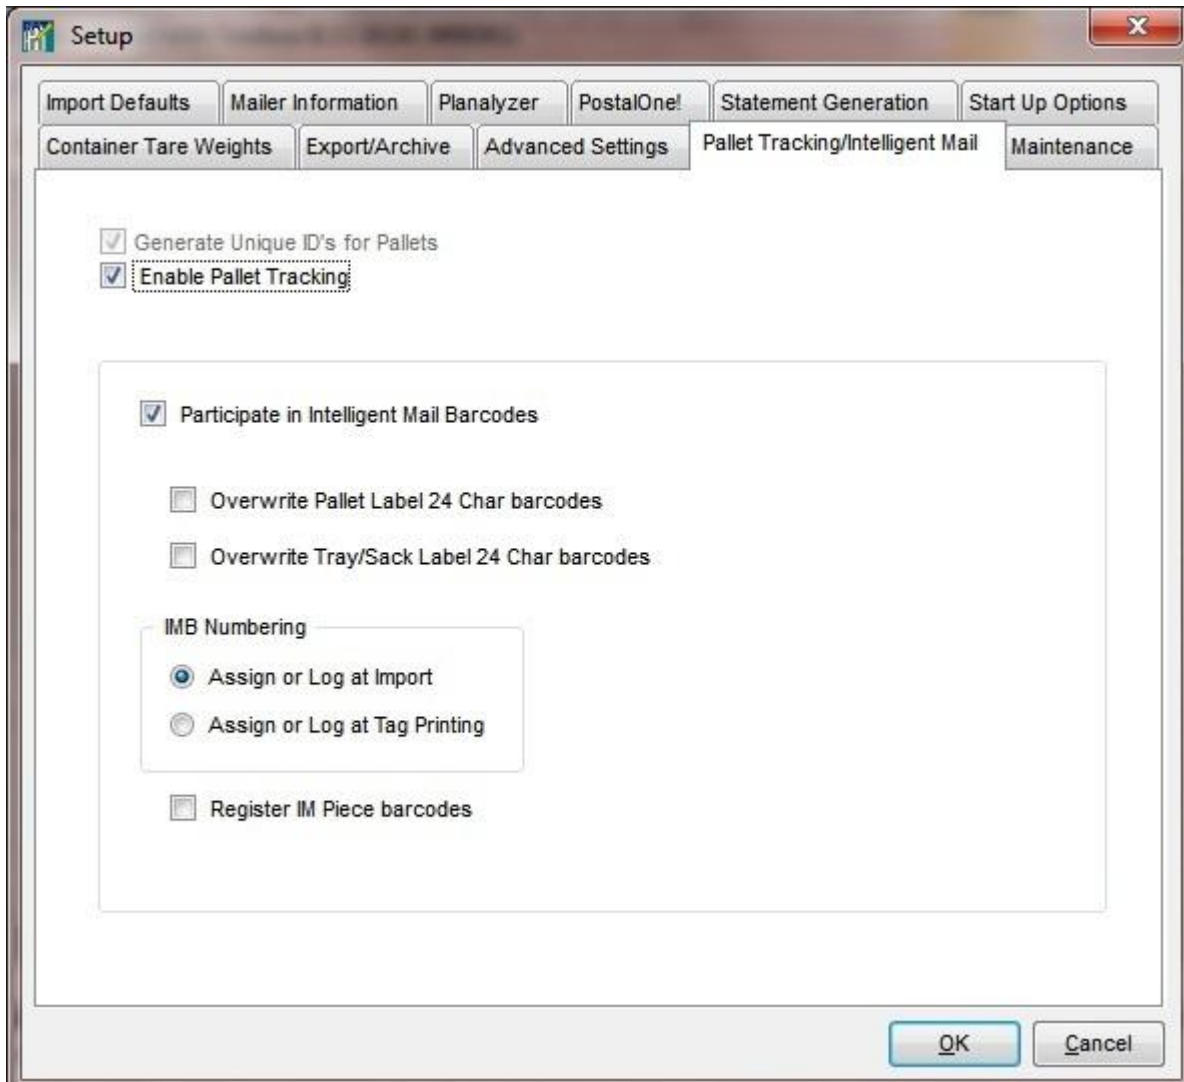 Setup
Import Defaults Mailer Information Planalyzer PostalOne! Statement Generation Start Up Options
Container Tare Weights Export/Archive Advanced Settings Pallet Tracking/Intelligent Mail Maintenance
Generate Unique ID's for Pallets
Enable Pallet Tracking
Participate in Intelligent Mail Barcodes
Overwrite Pallet Label 24 Char barcodes
Overwrite Tray/Sack Label 24 Char barcodes
IMB Numbering
Assign or Log at Import
Assign or Log at Tag Printing
Register IM Piece barcodes
OK Cancel